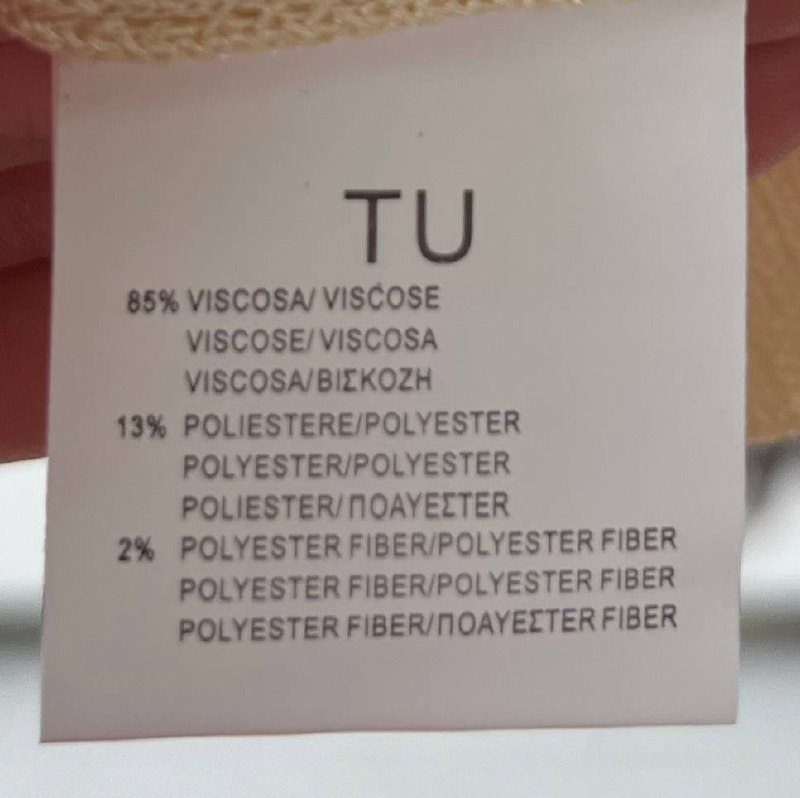 TU
85% VISCOSA/ VISCOSE
VISCOSE/ VISCOSA
VISCOSA/ΒΙΣΚΟΖΗ
13% POLIESTERE/POLYESTER
POLYESTER/POLYESTER
POLIESTER/ΠΟΑΥΕΣΤΕR
2% POLYESTER FIBER/POLYESTER FIBER
POLYESTER FIBER/POLYESTER FIBER
POLYESTER FIBER/ΠΟΑΥΕΣΤΕR FIBER